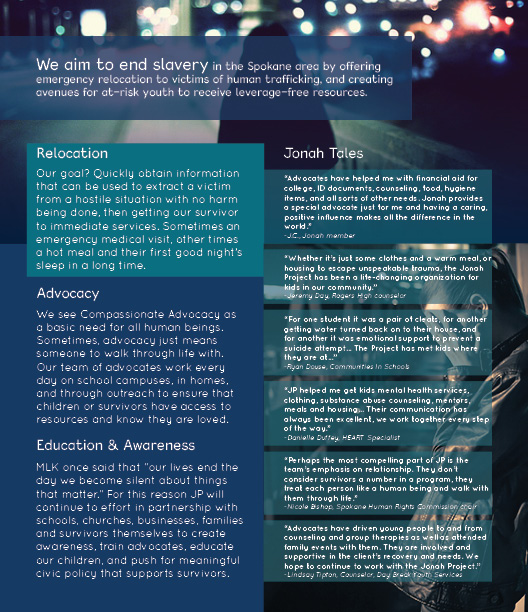 We aim to end slavery in the Spokane area by offering
emergency relocation to victims of human trafficking, and creating
avenues for at-risk youth to receive leverage-free resources.
Relocation
Our goal? Quickly obtain information
that can be used to extract a victim
from a hostile situation with no harm
being done, then getting our survivor
to immediate services. Sometimes an
emergency medical visit, other times
a hot meal and their first good night's
sleep in a long time.
Advocacy
We see Compassionate Advocacy as
a basic need for all human beings.
Sometimes, advocacy just means
someone to walk through life with.
Our team of advocates work every
day on school campuses, in homes,
and through outreach to ensure that
children or survivors have access to
resources and know they are loved.
Education & Awareness
MLK once said that "our lives end the
day we become silent about things
that matter." For this reason JP will
continue to effort in partnership with
schools, churches, businesses, families
and survivors themselves to create
awareness, train advocates, educate
our children, and push for meaningful
civic policy that supports survivors.
Jonah Tales
"Advocates have helped me with financial aid for
college, ID documents, counseling, food, hygiene
items, and all sorts of other needs. Jonah provides
a special advocate just for me and having a caring,
positive influence makes all the difference in the
world."
-J.C., Jonah member
"Whether it's just some clothes and a warm meal, or
housing to escape unspeakable trauma, the Jonah
Project has been a life-changing organization for
kids in our community."
-Jeremy Day, Rogers High counselor
"For one student it was a pair of cleats, for another
getting water turned back on to their house, and
for another it was emotional support to prevent a
suicide attempt... The Project has met kids where
they are at..."
-Ryan Douse, Communities In Schools
"JP helped me get kids mental health services,
clothing, substance abuse counseling, mentors,
meals and housing... Their communication has
always been excellent, we work together every step
of the way."
-Danielle Duffey, HEART Specialist
"Perhaps the most compelling part of JP is the
team's emphasis on relationship. They don't
consider survivors a number in a program, they
treat each person like a human being and walk with
them through life."
-Nicole Bishop, Spokane Human Rights Commission chair
"Advocates have driven young people to and from
counseling and group therapies as well as attended
family events with them. They are involved and
supportive in the client's recovery and needs. We
hope to continue to work with the Jonah Project."
-Lindsay Tipton, Counselor, Day Break Youth Services